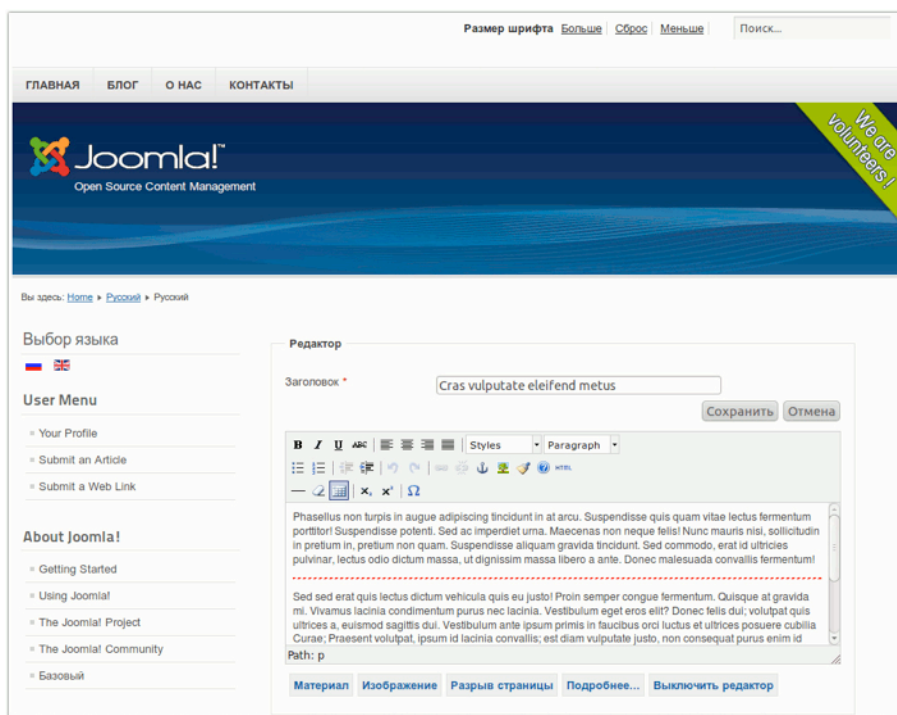 Размер шрифта Больше Сброс Меньше Поиск...
ГЛАВНАЯ БЛОГ О НАС КОНТАКТЫ
We are volunteers!
Joomla!™
Open Source Content Management
Вы здесь: Home Русский Русский
Выбор языка
User Menu
Your Profile
Submit an Article
Submit a Web Link
About Joomla!
Getting Started
Using Joomla!
The Joomla! Project
The Joomla! Community
Базовый
Редактор
Заголовок * Cras vulputate eleifend metus
Сохранить Отмена
B I U ABC Styles Paragraph
HTML
x, x² Ω
Phasellus non turpis in augue adipiscing tincidunt in at arcu. Suspendisse quis quam vitae lectus fermentum
porttitor! Suspendisse potenti. Sed ac imperdiet urna. Maecenas non neque felis! Nunc mauris nisi, sollicitudin
in pretium in, pretium non quam. Suspendisse aliquam gravida tincidunt. Sed commodo, erat id ultricies
pulvinar, lectus odio dictum massa, ut dignissim massa libero a ante. Donec malesuada convallis fermentum!
Sed sed erat quis lectus dictum vehicula quis eu justo! Proin semper congue fermentum. Quisque at gravida
mi. Vivamus lacinia condimentum purus nec lacinia. Vestibulum eget eros elit? Donec felis dui; volutpat quis
ultrices a, euismod sagittis dui. Vestibulum ante ipsum primis in faucibus orci luctus et ultrices posuere cubilia
Curae; Praesent volutpat, ipsum id lacinia convallis; est diam vulputate justo, non consequat purus enim id
Path: p
Материал Изображение Разрыв страницы Подробнее... Выключить редактор